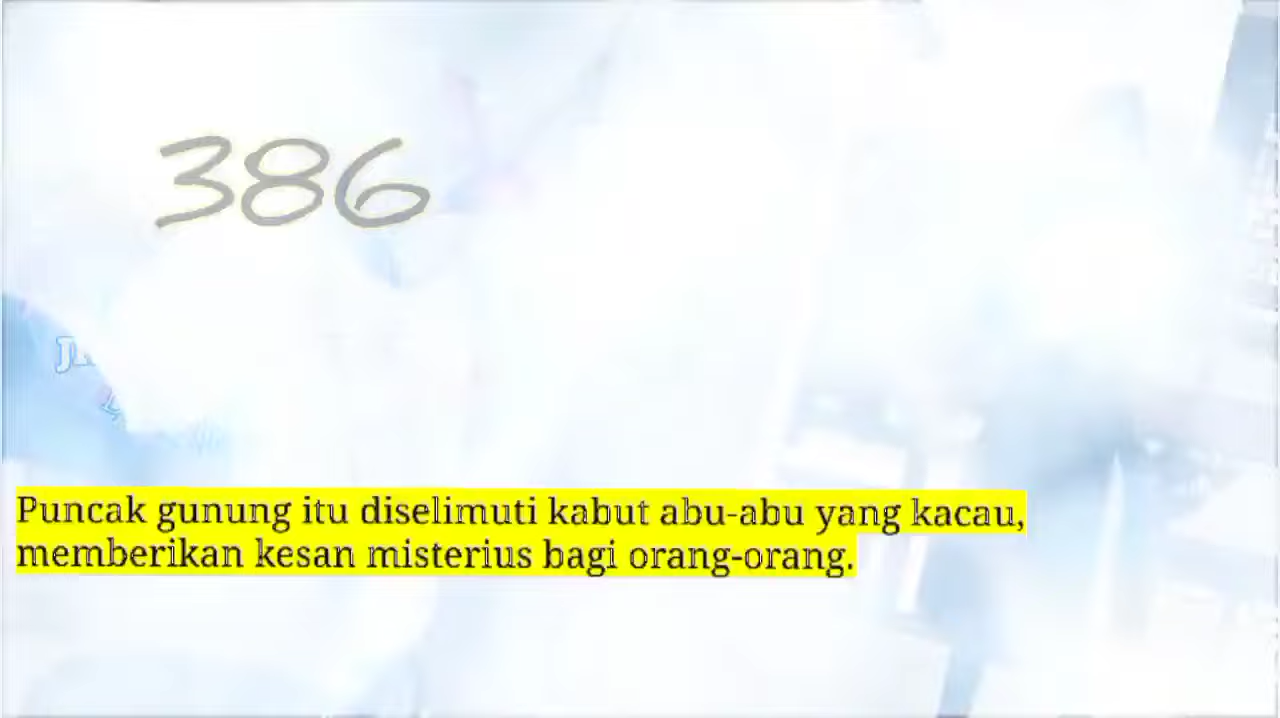 386
Puncak gunung itu diselimuti kabut abu-abu yang kacau,
memberikan kesan misterius bagi orang-orang.